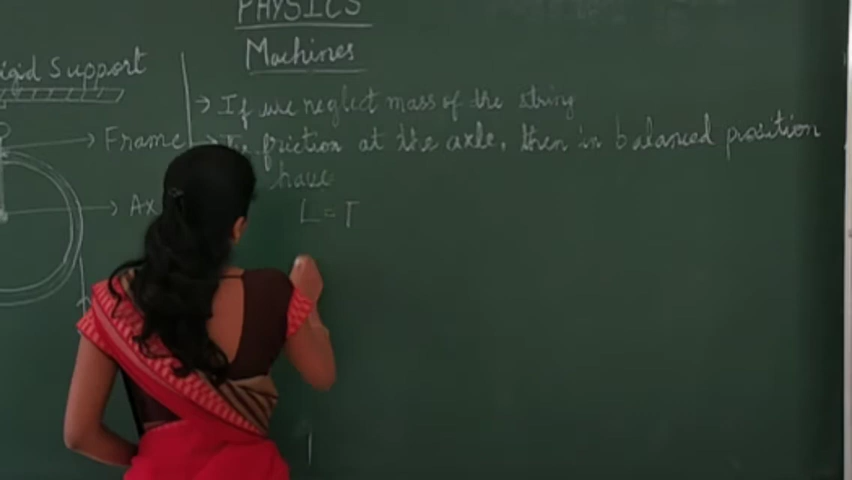 PHYSICS
Machines
igid Support
Frame
Ax
→ If we neglect mass of the string
friction at the axle, then in balanced position
have
L = T